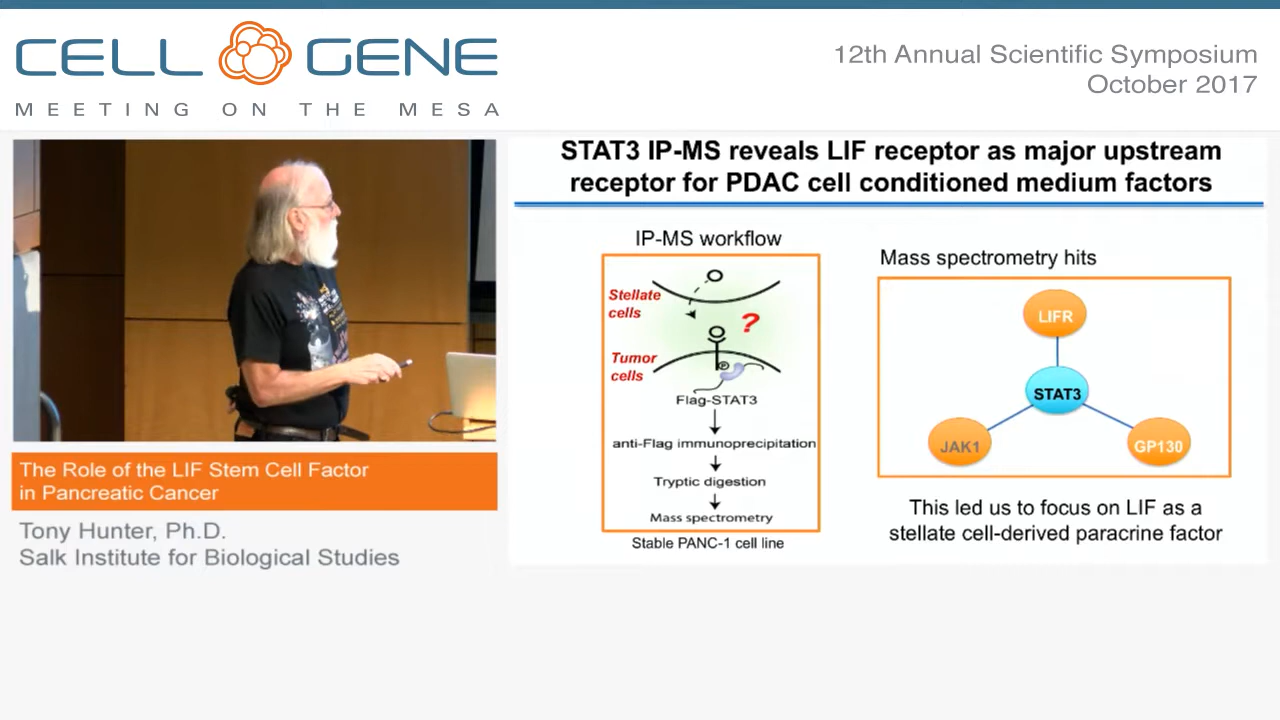 CELL GENE
MEETING ON THE MESA
12th Annual Scientific Symposium
October 2017
STAT3 IP-MS reveals LIF receptor as major upstream
receptor for PDAC cell conditioned medium factors
IP-MS workflow
Stellate
cells
?
Tumor
cells
P
Flag-STAT3
anti-Flag immunoprecipitation
Tryptic digestion
Mass spectrometry
Stable PANC-1 cell line
Mass spectrometry hits
LIFR
STAT3
JAK1
GP130
This led us to focus on LIF as a
stellate cell-derived paracrine factor
The Role of the LIF Stem Cell Factor
in Pancreatic Cancer
Tony Hunter, Ph.D.
Salk Institute for Biological Studies